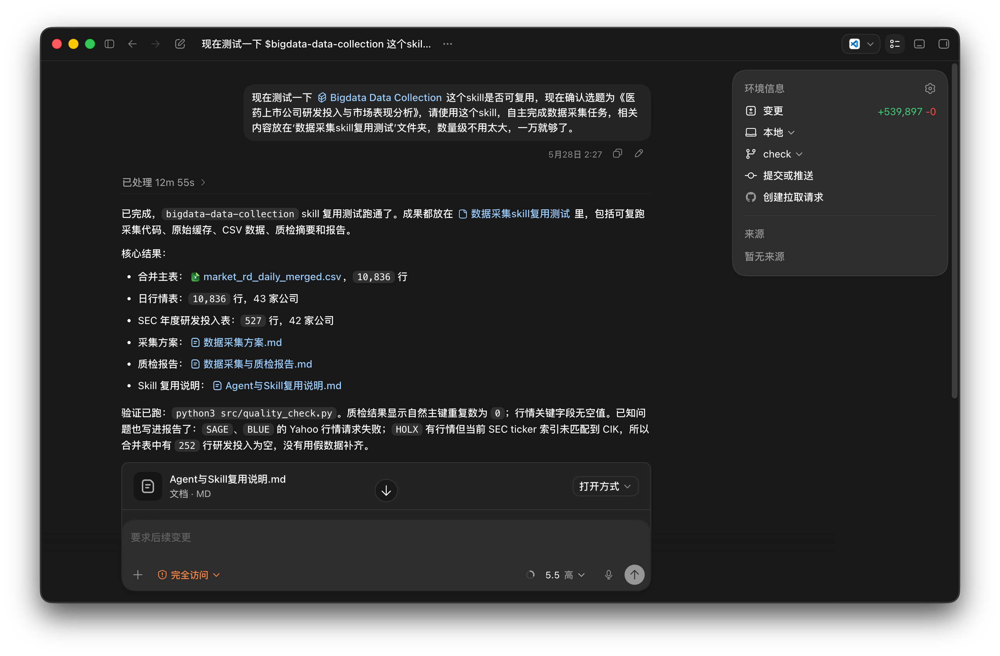 现在测试一下 $bigdata-data-collection 这个skil...
现在测试一下 Bigdata Data Collection 这个skill是否可复用，现在确认选题为《医
药上市公司研发投入与市场表现分析》，请使用这个skill，自主完成数据采集任务，相关
内容放在‘数据采集skill复用测试’文件夹，数量级不用太大，一万就够了。
5月28日 2:27
已处理 12m 55s
已完成，bigdata-data-collection skill 复用测试跑通了。成果都放在 数据采集skill复用测试 里，包括可复跑
采集代码、原始缓存、CSV 数据、质检摘要和报告。
核心结果：
• 合并主表：market_rd_daily_merged.csv，10,836 行
• 日行情表：10,836 行，43 家公司
• SEC 年度研发投入表：527 行，42 家公司
• 采集方案：数据采集方案.md
• 质检报告：数据采集与质检报告.md
• Skill 复用说明：Agent与Skill复用说明.md
验证已跑：python3 src/quality_check.py。质检结果显示自然主键重复数为 0；行情关键字段无空值。已知问
题也写进报告了：SAGE、BLUE 的 Yahoo 行情请求失败；HOLX 有行情但当前 SEC ticker 索引未匹配到 CIK，所以
合并表中有 252 行研发投入为空，没有用假数据补齐。
Agent与Skill复用说明.md
文档 · MD
打开方式
要求后续变更
完全访问
5.5 高
环境信息
变更 +539,897 -0
本地
check
提交或推送
创建拉取请求
来源
暂无来源